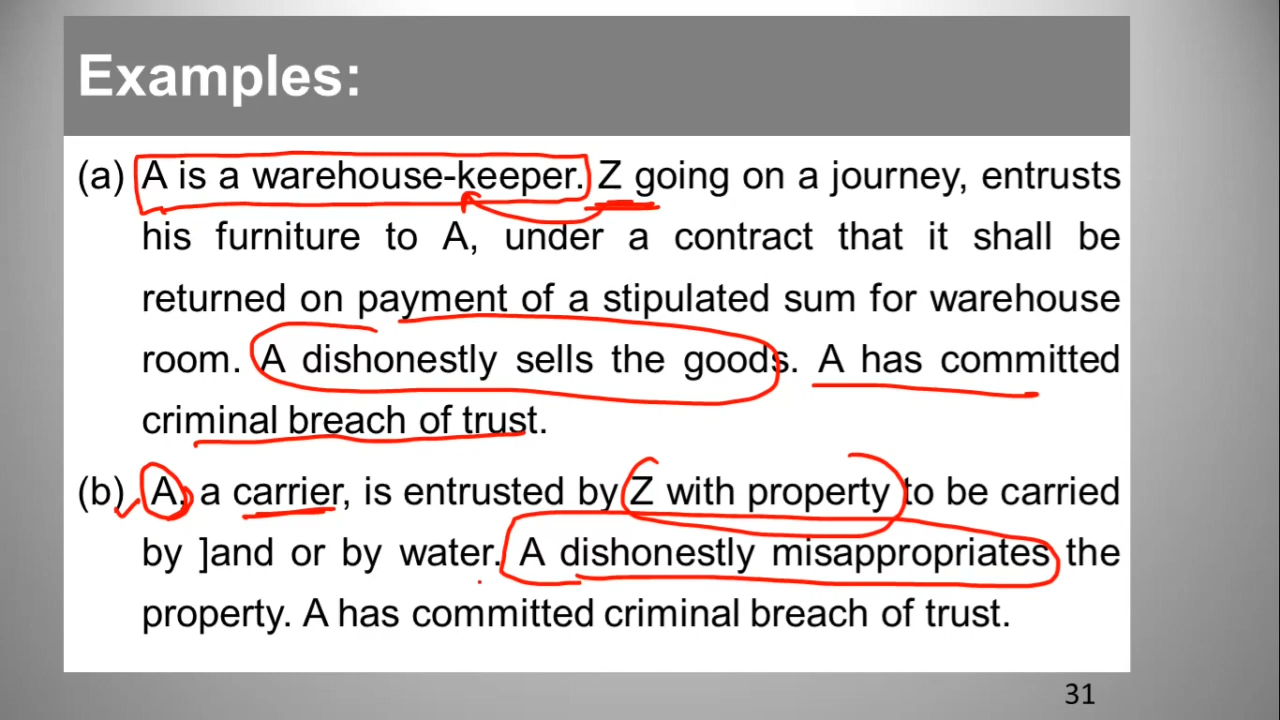 Examples:
(a) A is a warehouse-keeper. Z going on a journey, entrusts
his furniture to A, under a contract that it shall be
returned on payment of a stipulated sum for warehouse
room. A dishonestly sells the goods. A has committed
criminal breach of trust.
(b) A, a carrier, is entrusted by Z with property to be carried
by ]and or by water. A dishonestly misappropriates the
property. A has committed criminal breach of trust.
31